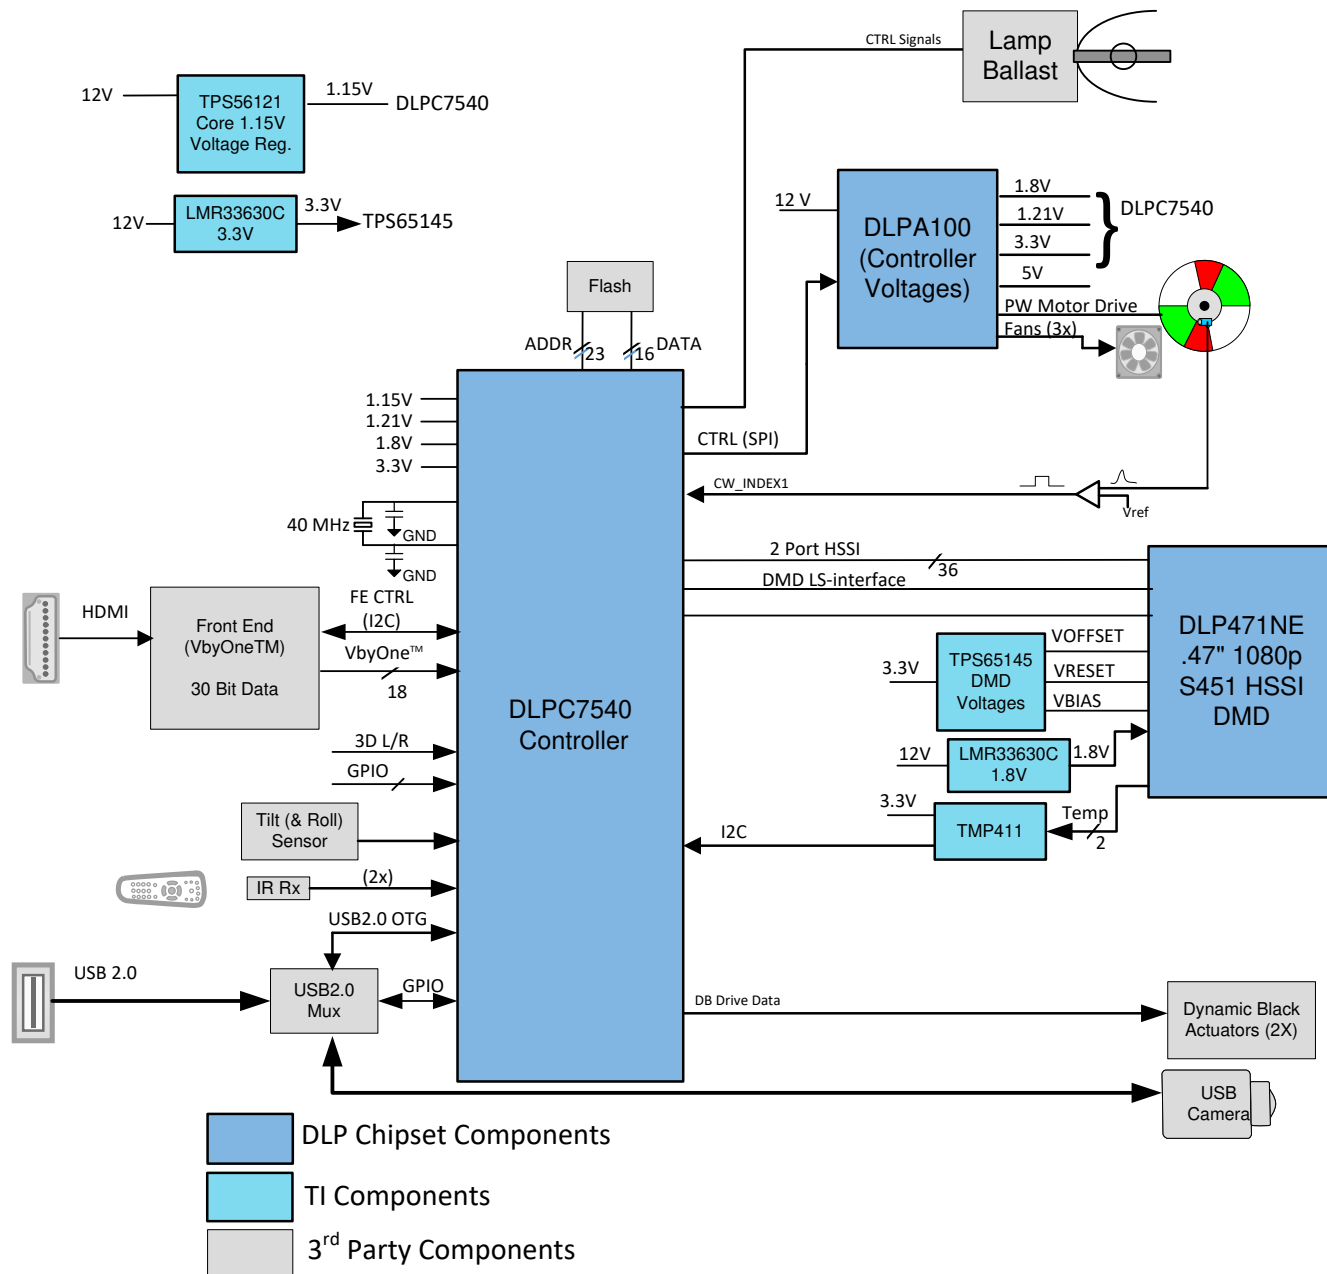 CTRL Signals
Lamp
Ballast
12V
TPS56121
Core 1.15V
Voltage Reg.
1.15V
DLPC7540
12V
LMR33630C
3.3V
3.3V
TPS65145
12 V
DLPA100
(Controller
Voltages)
1.8V
1.21V
3.3V
5V
DLPC7540
PW Motor Drive
Fans (3x)
Flash
ADDR
23
16
DATA
1.15V
1.21V
1.8V
3.3V
CTRL (SPI)
CW_INDEX1
Vref
40 MHz
GND
GND
2 Port HSSI
36
DMD LS-interface
HDMI
Front End
(VbyOneTM)
30 Bit Data
FE CTRL
(I2C)
VbyOne™
18
DLPC7540
Controller
DLP471NE
.47" 1080p
S451 HSSI
DMD
3.3V
TPS65145
DMD
Voltages
VOFFSET
VRESET
VBIAS
12V
LMR33630C
1.8V
1.8V
3.3V
TMP411
Temp
2
I2C
3D L/R
GPIO
Tilt (& Roll)
Sensor
IR Rx
(2x)
USB2.0 OTG
USB 2.0
USB2.0
Mux
GPIO
DB Drive Data
Dynamic Black
Actuators (2X)
USB
Camera
DLP Chipset Components
TI Components
3rd Party Components